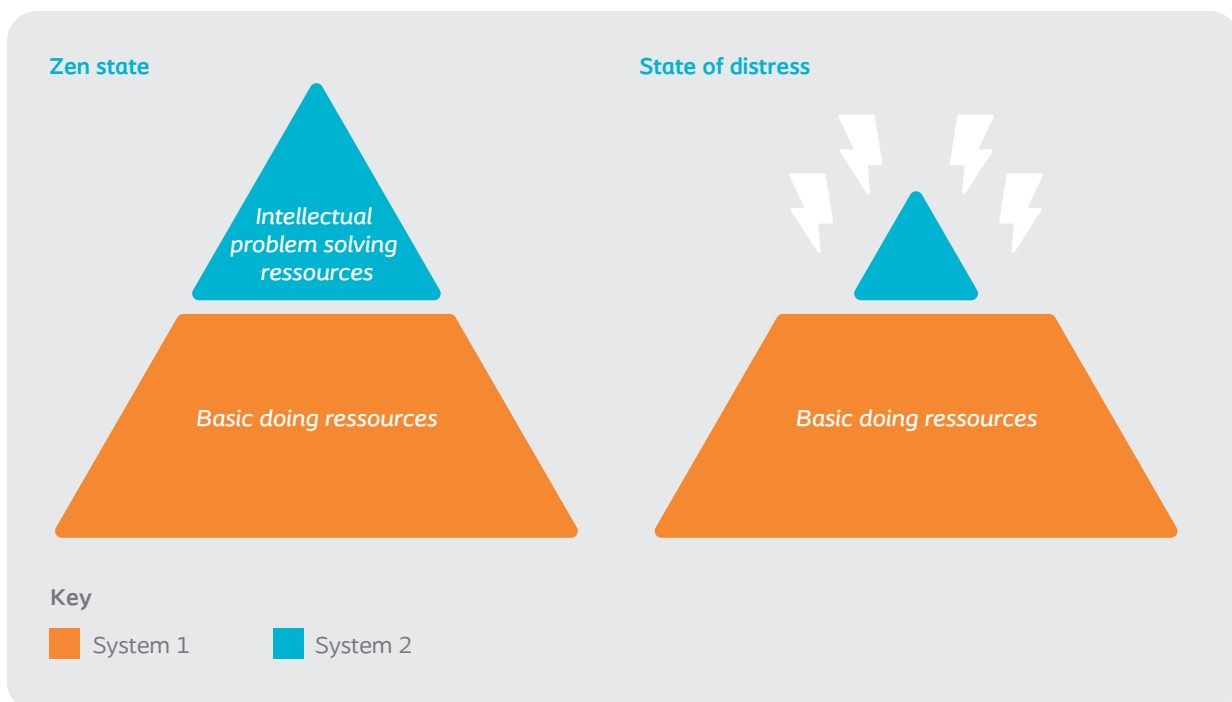 Zen state
State of distress
Intellectual
problem solving
ressources
Basic doing ressources
Basic doing ressources
Key
System 1
System 2